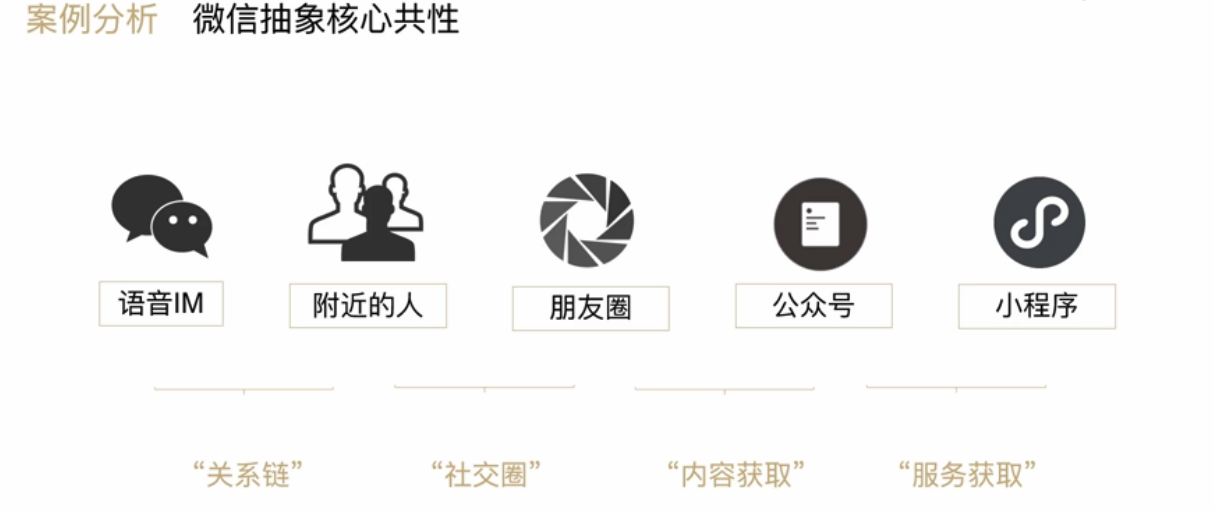 案例分析 微信抽象核心共性
语音IM 附近的人 朋友圈 公众号 小程序
“关系链” “社交圈” “内容获取” “服务获取”